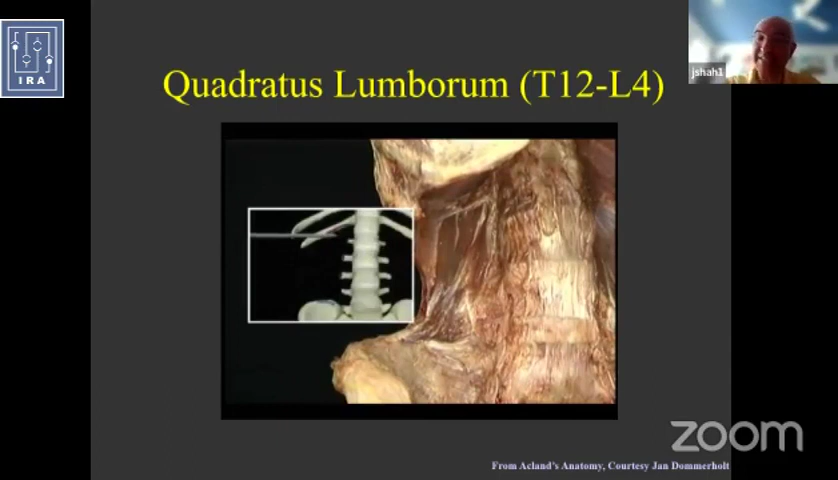 IRA
jshah1
Quadratus Lumborum (T12-L4)
zoom
From Acland's Anatomy, Courtesy Jan Dommerholt